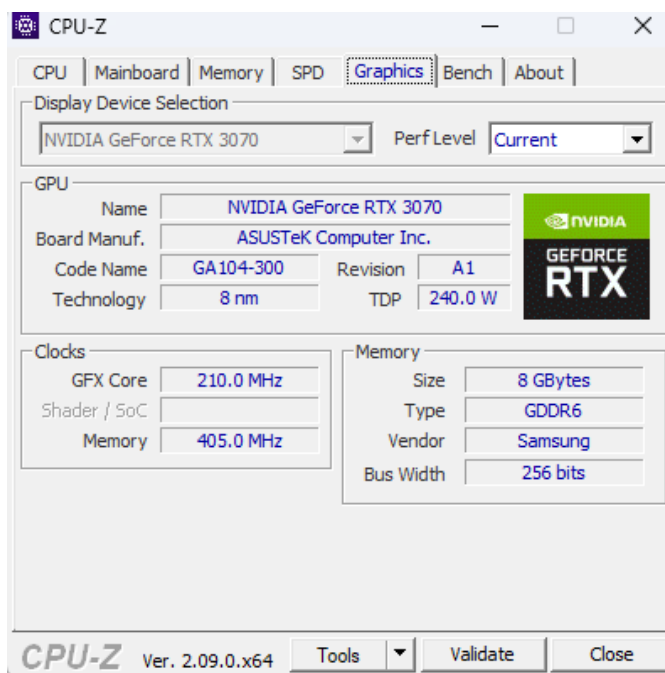 CPU-Z
CPU Mainboard Memory SPD Graphics Bench About
Display Device Selection
NVIDIA GeForce RTX 3070 Perf Level Current
GPU
Name NVIDIA GeForce RTX 3070
Board Manuf. ASUSTeK Computer Inc.
Code Name GA104-300 Revision A1
Technology 8 nm TDP 240.0 W
NVIDIA
GEFORCE
RTX
Clocks
GFX Core 210.0 MHz
Shader / SoC
Memory 405.0 MHz
Memory
Size 8 GBytes
Type GDDR6
Vendor Samsung
Bus Width 256 bits
CPU-Z Ver. 2.09.0.x64 Tools Validate Close